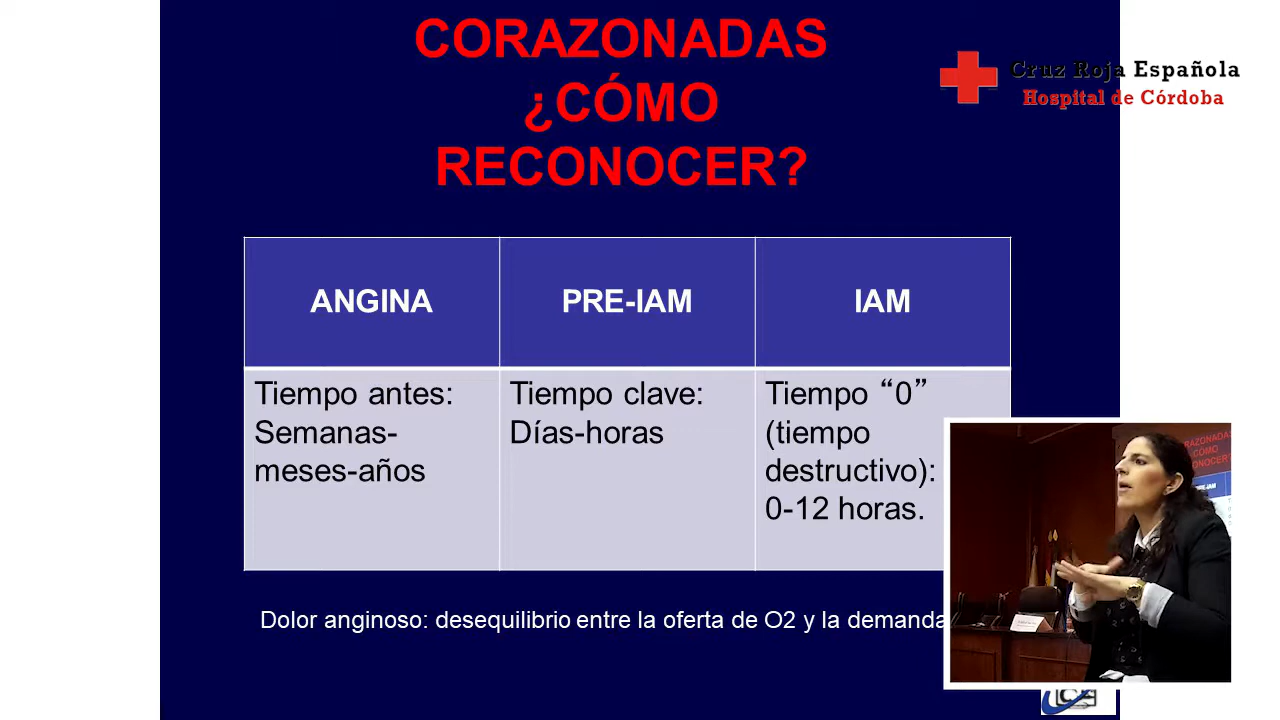 CORAZONADAS
¿CÓMO
RECONOCER?
Cruz Roja Española
Hospital de Córdoba
ANGINA
PRE-IAM
IAM
Tiempo antes:
Semanas-
meses-años
Tiempo clave:
Días-horas
Tiempo “0”
(tiempo
destructivo):
0-12 horas.
Dolor anginoso: desequilibrio entre la oferta de O2 y la demanda